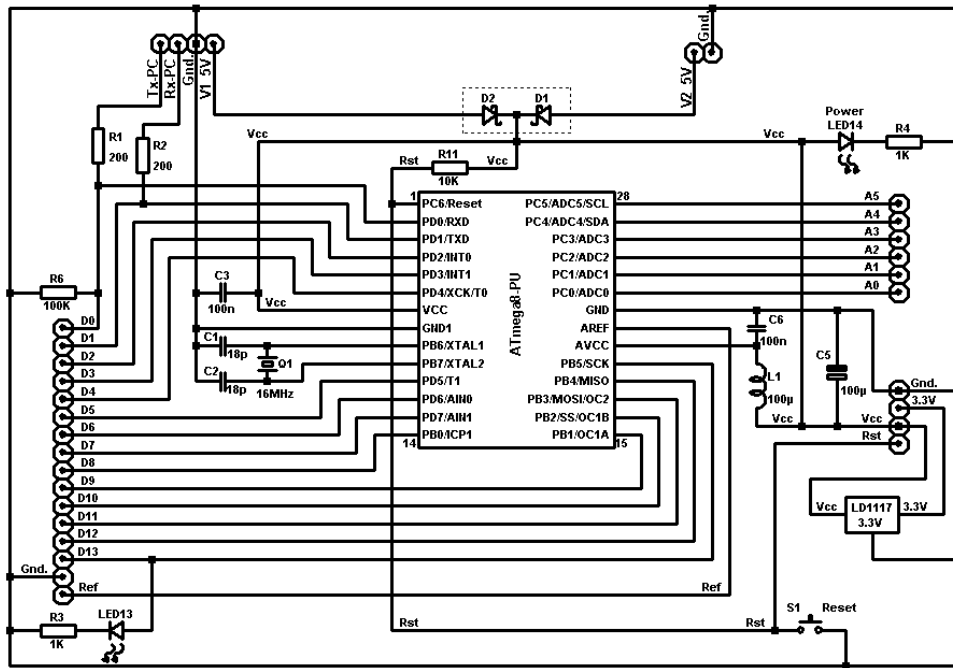 Tx-PC
Rx-PC
Gnd.
V1 5V
V2 5V
Gnd.
D2
D1
R1
200
R2
200
Vcc
Vcc
Power
LED14
R4
1K
Rst
R11
10K
Vcc
1
28
PC6/Reset
PC5/ADC5/SCL
A5
PD0/RXD
PC4/ADC4/SDA
A4
PD1/TXD
PC3/ADC3
A3
PD2/INT0
PC2/ADC2
A2
PD3/INT1
PC1/ADC1
A1
PD4/XCK/T0
PC0/ADC0
A0
VCC
GND
GND1
AREF
PB6/XTAL1
AVCC
PB7/XTAL2
PB5/SCK
PD5/T1
PB4/MISO
PD6/AIN0
PB3/MOSI/OC2
PD7/AIN1
PB2/SS/OC1B
PB0/ICP1
PB1/OC1A
14
15
ATmega8-PU
R6
100K
C3
100n
Vcc
C1
18p
C2
18p
Q1
16MHz
C6
100n
L1
100µ
C5
100µ
Vcc
Vcc
Gnd.
3.3V
Rst
D0
D1
D2
D3
D4
D5
D6
D7
D8
D9
D10
D11
D12
D13
Gnd.
Ref
Ref
Vcc
LD1117
3.3V
3.3V
R3
1K
LED13
Rst
Rst
S1
Reset